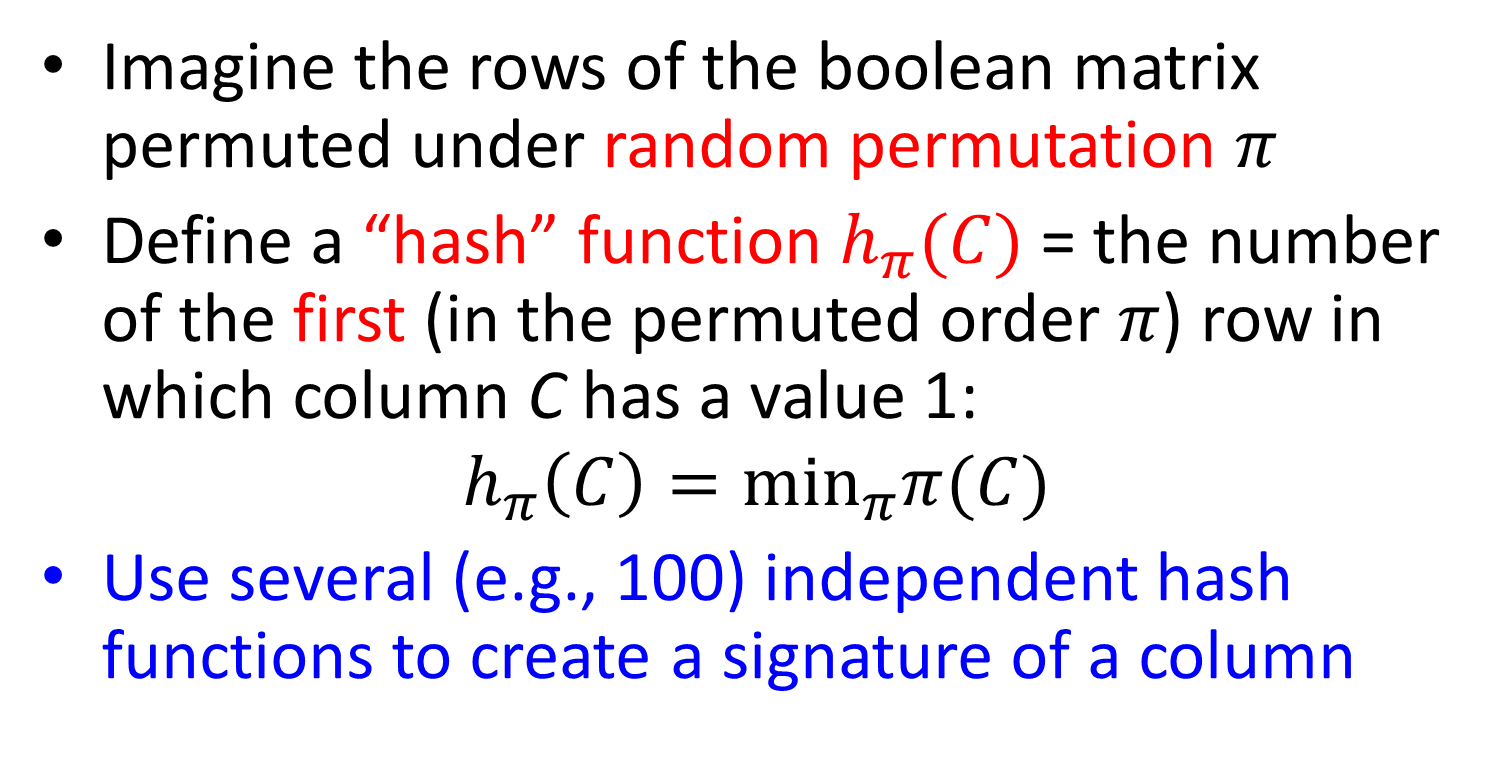 • Imagine the rows of the boolean matrix
permuted under random permutation π
• Define a “hash” function hπ(C) = the number
of the first (in the permuted order π) row in
which column C has a value 1:
hπ(C) = minππ(C)
• Use several (e.g., 100) independent hash
functions to create a signature of a column